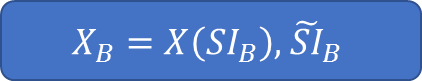 X_B = X(SI_B), S̃I_B